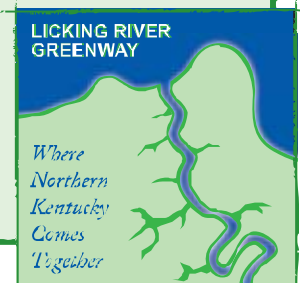 LICKING RIVER
GREENWAY
Where
Northern
Kentucky
Comes
Together